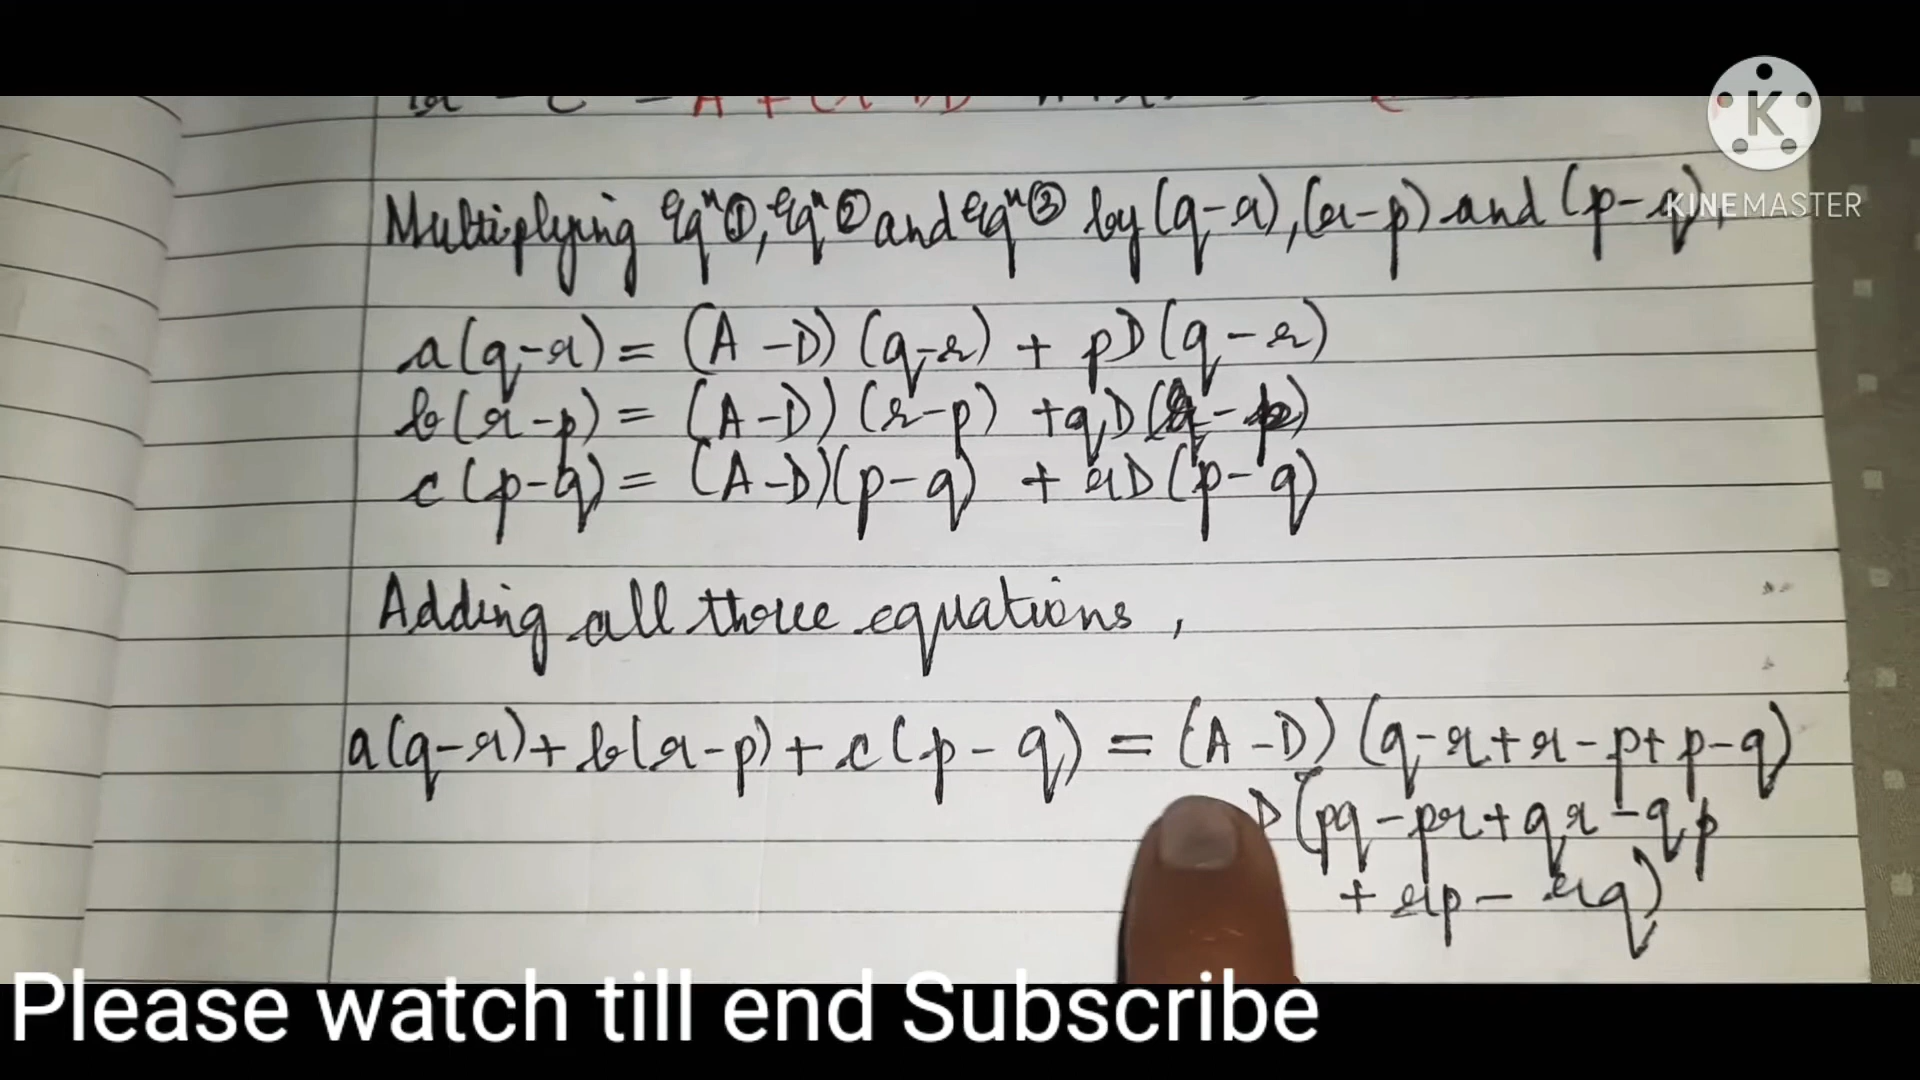 K
KINEMASTER
Multiplying Eqⁿ①, Eqⁿ② and Eqⁿ③ by (q-r), (r-p) and (p-q),
a(q-r) = (A-D)(q-r) + pD(q-r)
b(r-p) = (A-D)(r-p) + qD(r-p)
c(p-q) = (A-D)(p-q) + rD(p-q)
Adding all three equations,
a(q-r)+b(r-p)+c(p-q) = (A-D)(q-r+r-p+p-q)
D(pq-pr+qr-qp
+rp-rq)
Please watch till end Subscribe